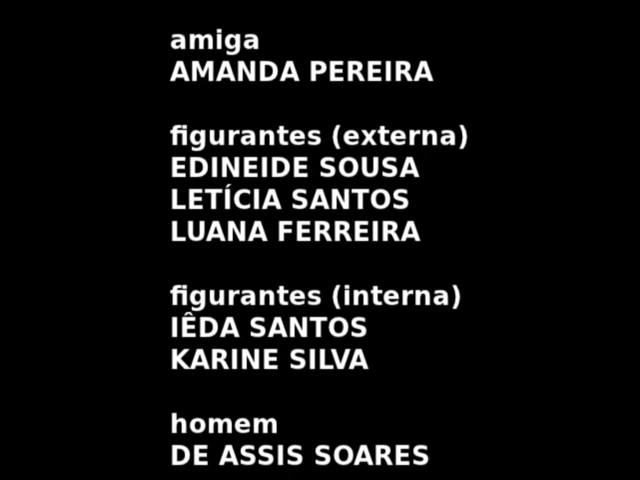 amiga
AMANDA PEREIRA
figurantes (externa)
EDINEIDE SOUSA
LETÍCIA SANTOS
LUANA FERREIRA
figurantes (interna)
IÊDA SANTOS
KARINE SILVA
homem
DE ASSIS SOARES